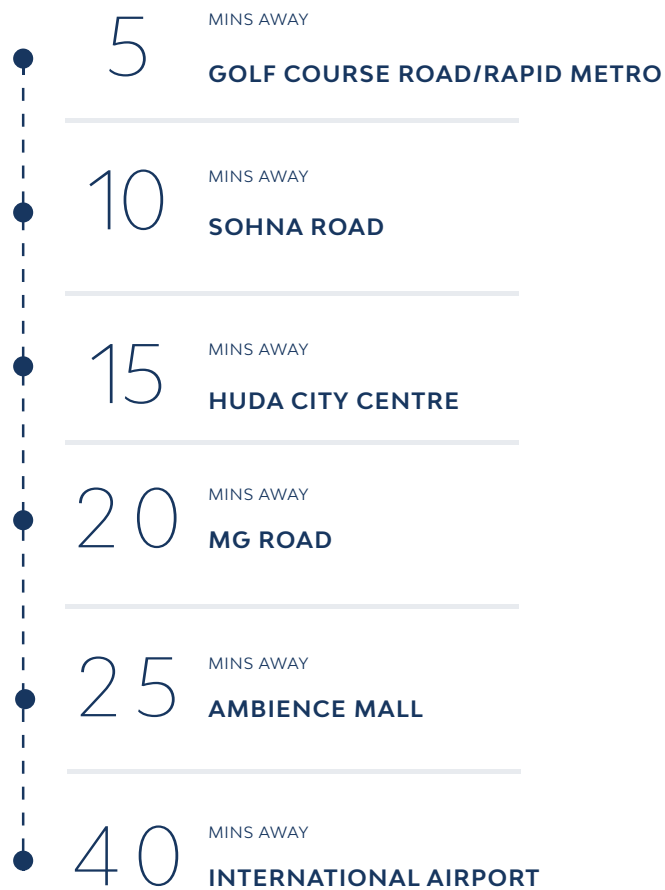 5
MINS AWAY
GOLF COURSE ROAD/RAPID METRO
10
MINS AWAY
SOHNA ROAD
15
MINS AWAY
HUDA CITY CENTRE
20
MINS AWAY
MG ROAD
25
MINS AWAY
AMBIENCE MALL
40
MINS AWAY
INTERNATIONAL AIRPORT